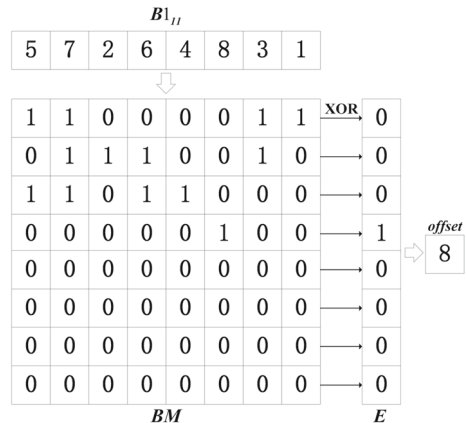 B1₁₁
5 7 2 6 4 8 3 1
1 1 0 0 0 0 1 1 XOR 0
0 1 1 1 0 0 1 0 0
1 1 0 1 1 0 0 0 0
0 0 0 0 0 1 0 0 1
offset
8
0 0 0 0 0 0 0 0 0
0 0 0 0 0 0 0 0 0
0 0 0 0 0 0 0 0 0
0 0 0 0 0 0 0 0 0
BM E